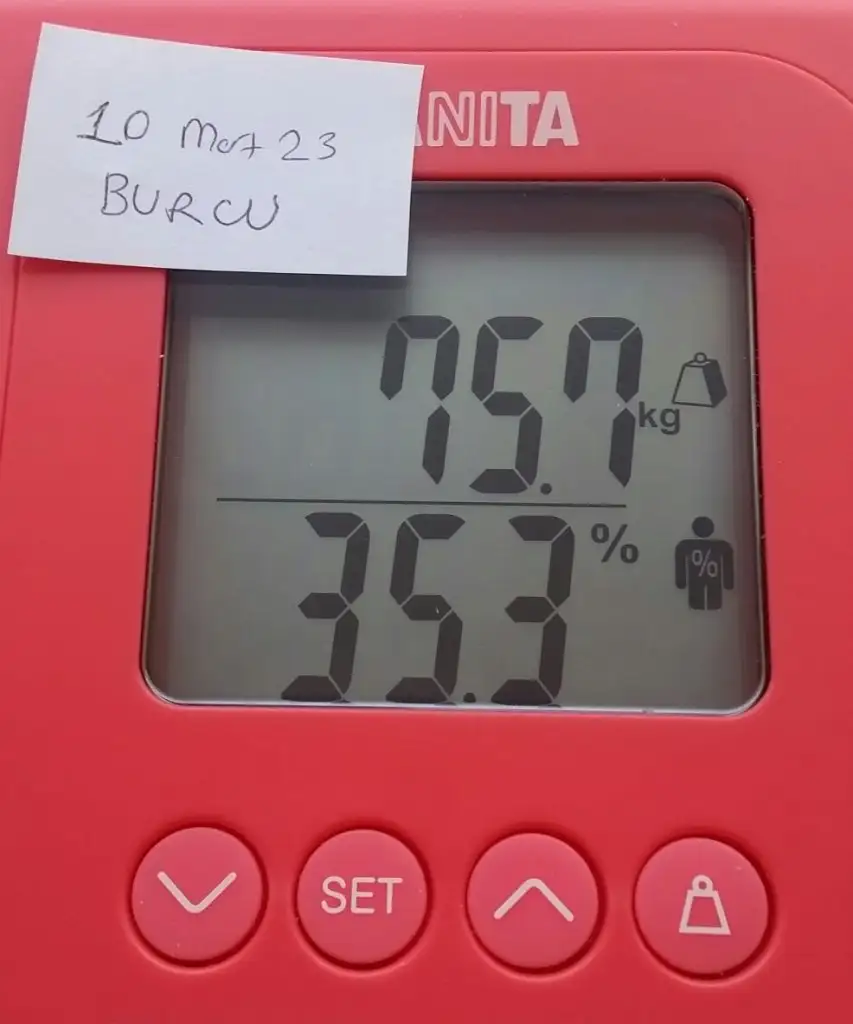 10 Mart 23
BURCU
ANITA
75.7 kg
35.3 %
%
SET